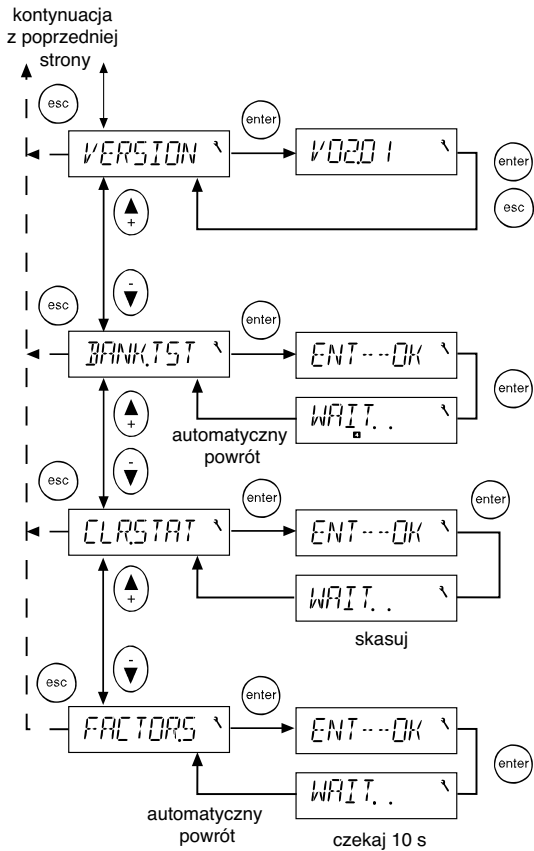 kontynuacja
z poprzedniej
strony
esc
enter
VERSION
V02.01
enter
esc
+
-
esc
enter
BANK.TST
ENT---OK
enter
WAIT..
automatyczny
powrót
+
-
esc
enter
enter
CLR.STAT
ENT---OK
WAIT..
skasuj
+
-
esc
enter
FACTOR.S
ENT---OK
enter
WAIT..
automatyczny
powrót
czekaj 10 s